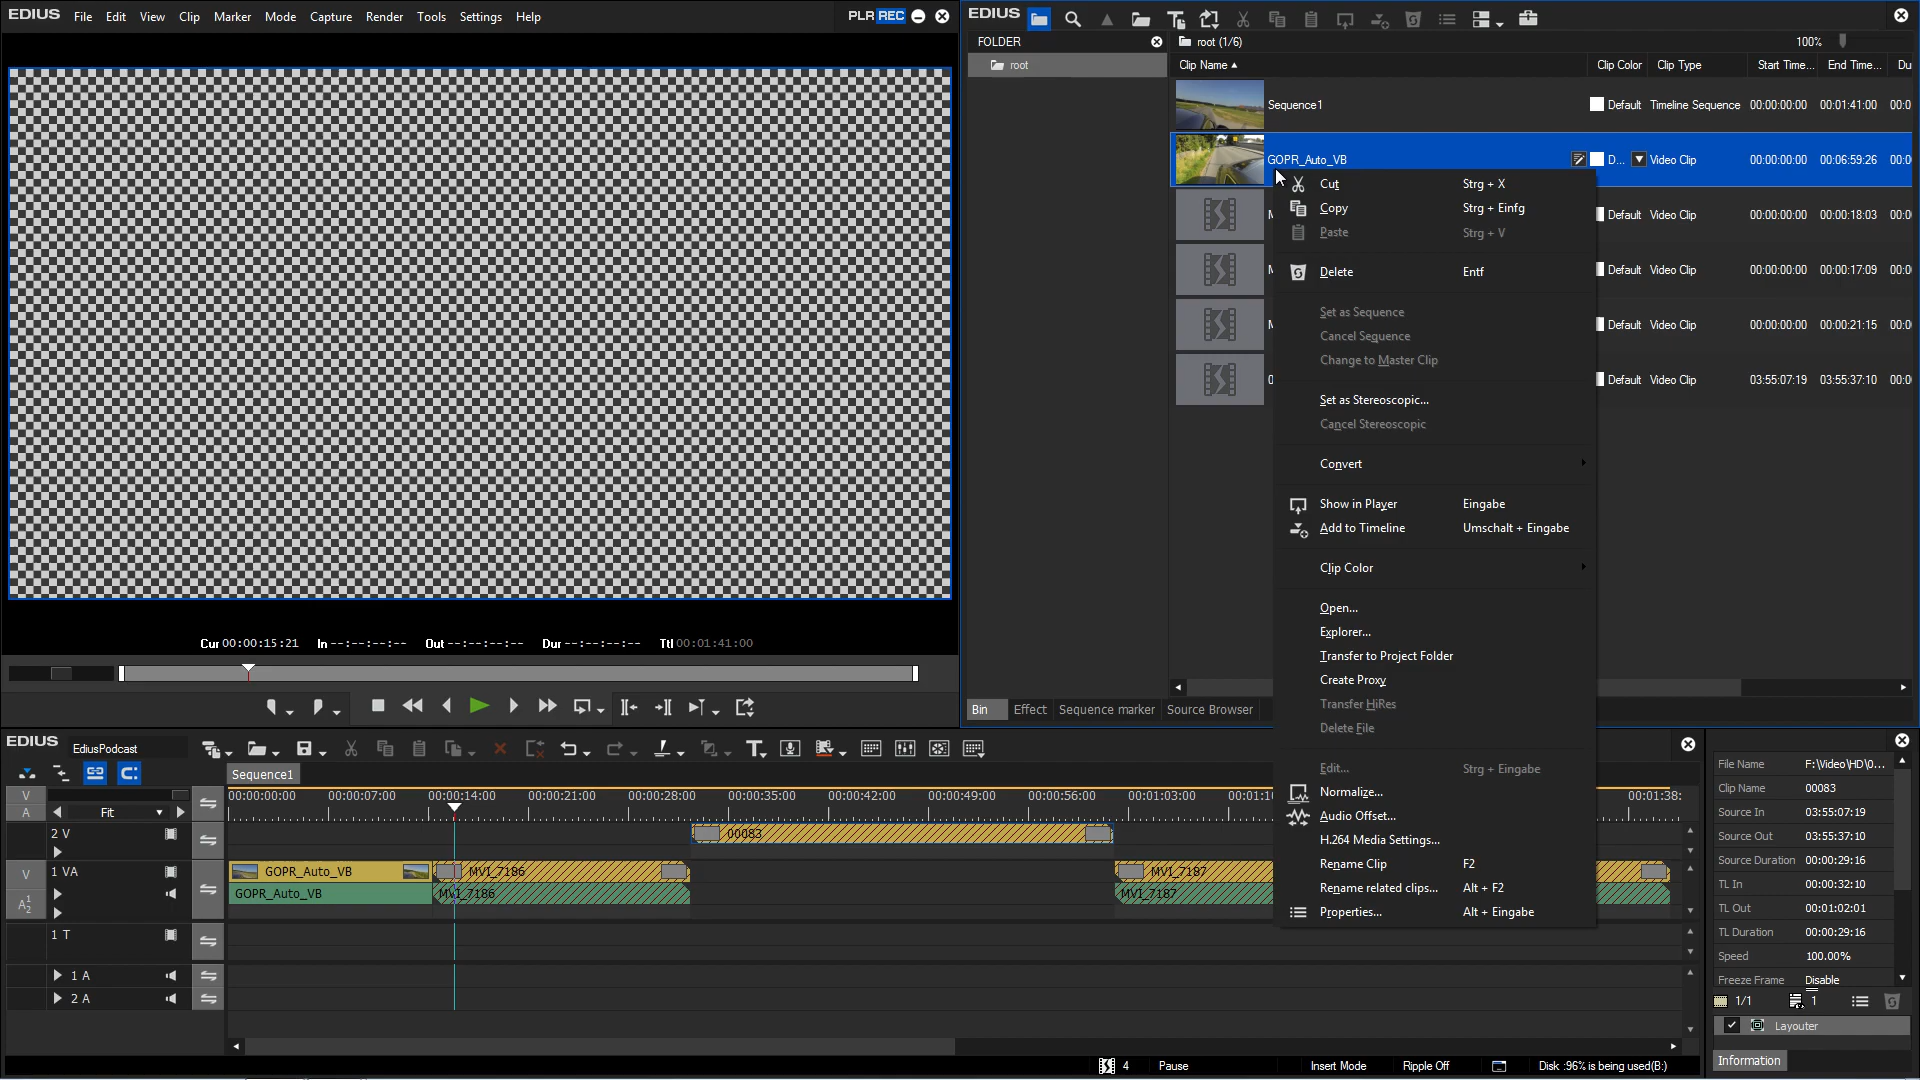 EDIUS File Edit View Clip Marker Mode Capture Render Tools Settings Help PLR REC
Cur 00:00:15:21 In --:--:--:-- Out --:--:--:-- Dur --:--:--:-- Ttl 00:01:41:00
EDIUS
FOLDER
root
root (1/6) 100%
Clip Name Clip Color Clip Type Start Time... End Time... Du
Sequence1 Default Timeline Sequence 00:00:00:00 00:01:41:00 00:0
GOPR_Auto_VB D... Video Clip 00:00:00:00 00:06:59:26 00:0
Default Video Clip 00:00:00:00 00:00:18:03 00:0
Default Video Clip 00:00:00:00 00:00:17:09 00:0
Default Video Clip 00:00:00:00 00:00:21:15 00:0
0 Default Video Clip 03:55:07:19 03:55:37:10 00:0
Cut Strg + X
Copy Strg + Einfg
Paste Strg + V
Delete Entf
Set as Sequence
Cancel Sequence
Change to Master Clip
Set as Stereoscopic...
Cancel Stereoscopic
Convert
Show in Player Eingabe
Add to Timeline Umschalt + Eingabe
Clip Color
Open...
Explorer...
Transfer to Project Folder
Create Proxy
Transfer HiRes
Delete File
Edit... Strg + Eingabe
Normalize...
Audio Offset...
H.264 Media Settings...
Rename Clip F2
Rename related clips... Alt + F2
Properties... Alt + Eingabe
Bin Effect Sequence marker Source Browser
EDIUS EdiusPodcast
Sequence1
V
A
Fit
00:00:00:00 00:00:07:00 00:00:14:00 00:00:21:00 00:00:28:00 00:00:35:00 00:00:42:00 00:00:49:00 00:00:56:00 00:01:03:00 00:01:10 00:01:38:
2 V
00083
V
1 VA
GOPR_Auto_VB MVI_7186 MVI_7187
A 1 2
GOPR_Auto_VB MVI_7186 MVI_7187
1 T
1 A
2 A
File Name F:\Video\HD\0...
Clip Name 00083
Source In 03:55:07:19
Source Out 03:55:37:10
Source Duration 00:00:29:16
TL In 00:00:32:10
TL Out 00:01:02:01
TL Duration 00:00:29:16
Speed 100.00%
Freeze Frame Disable
1/1 1
Layouter
Information
4 Pause Insert Mode Ripple Off Disk :96% is being used(B:)